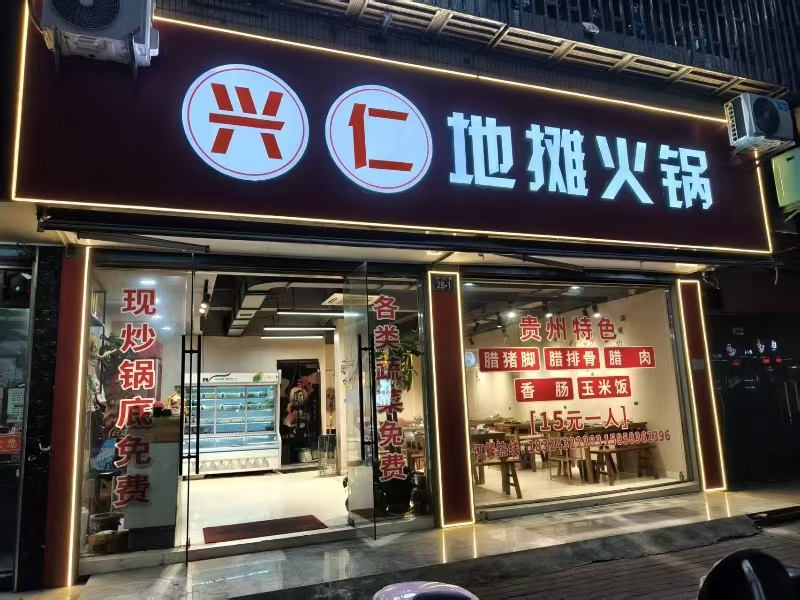 兴仁地摊火锅
28-1
现炒锅底免费
各类蔬菜免费
贵州特色
腊猪脚 腊排骨 腊肉
香肠 玉米饭
[15元一人]